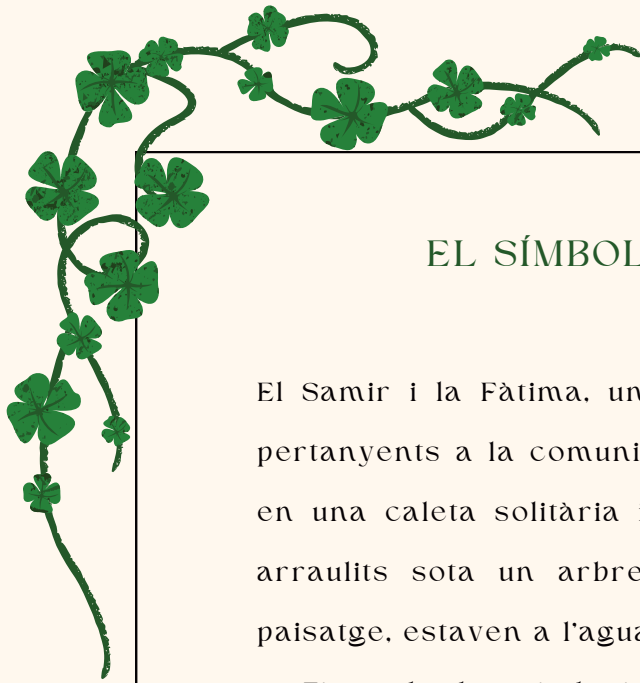 EL SÍMBOL
El Samir i la Fàtima, un
pertanyents a la comuni
en una caleta solitària
arraulits sota un arbre
paisatge, estaven a l'agua